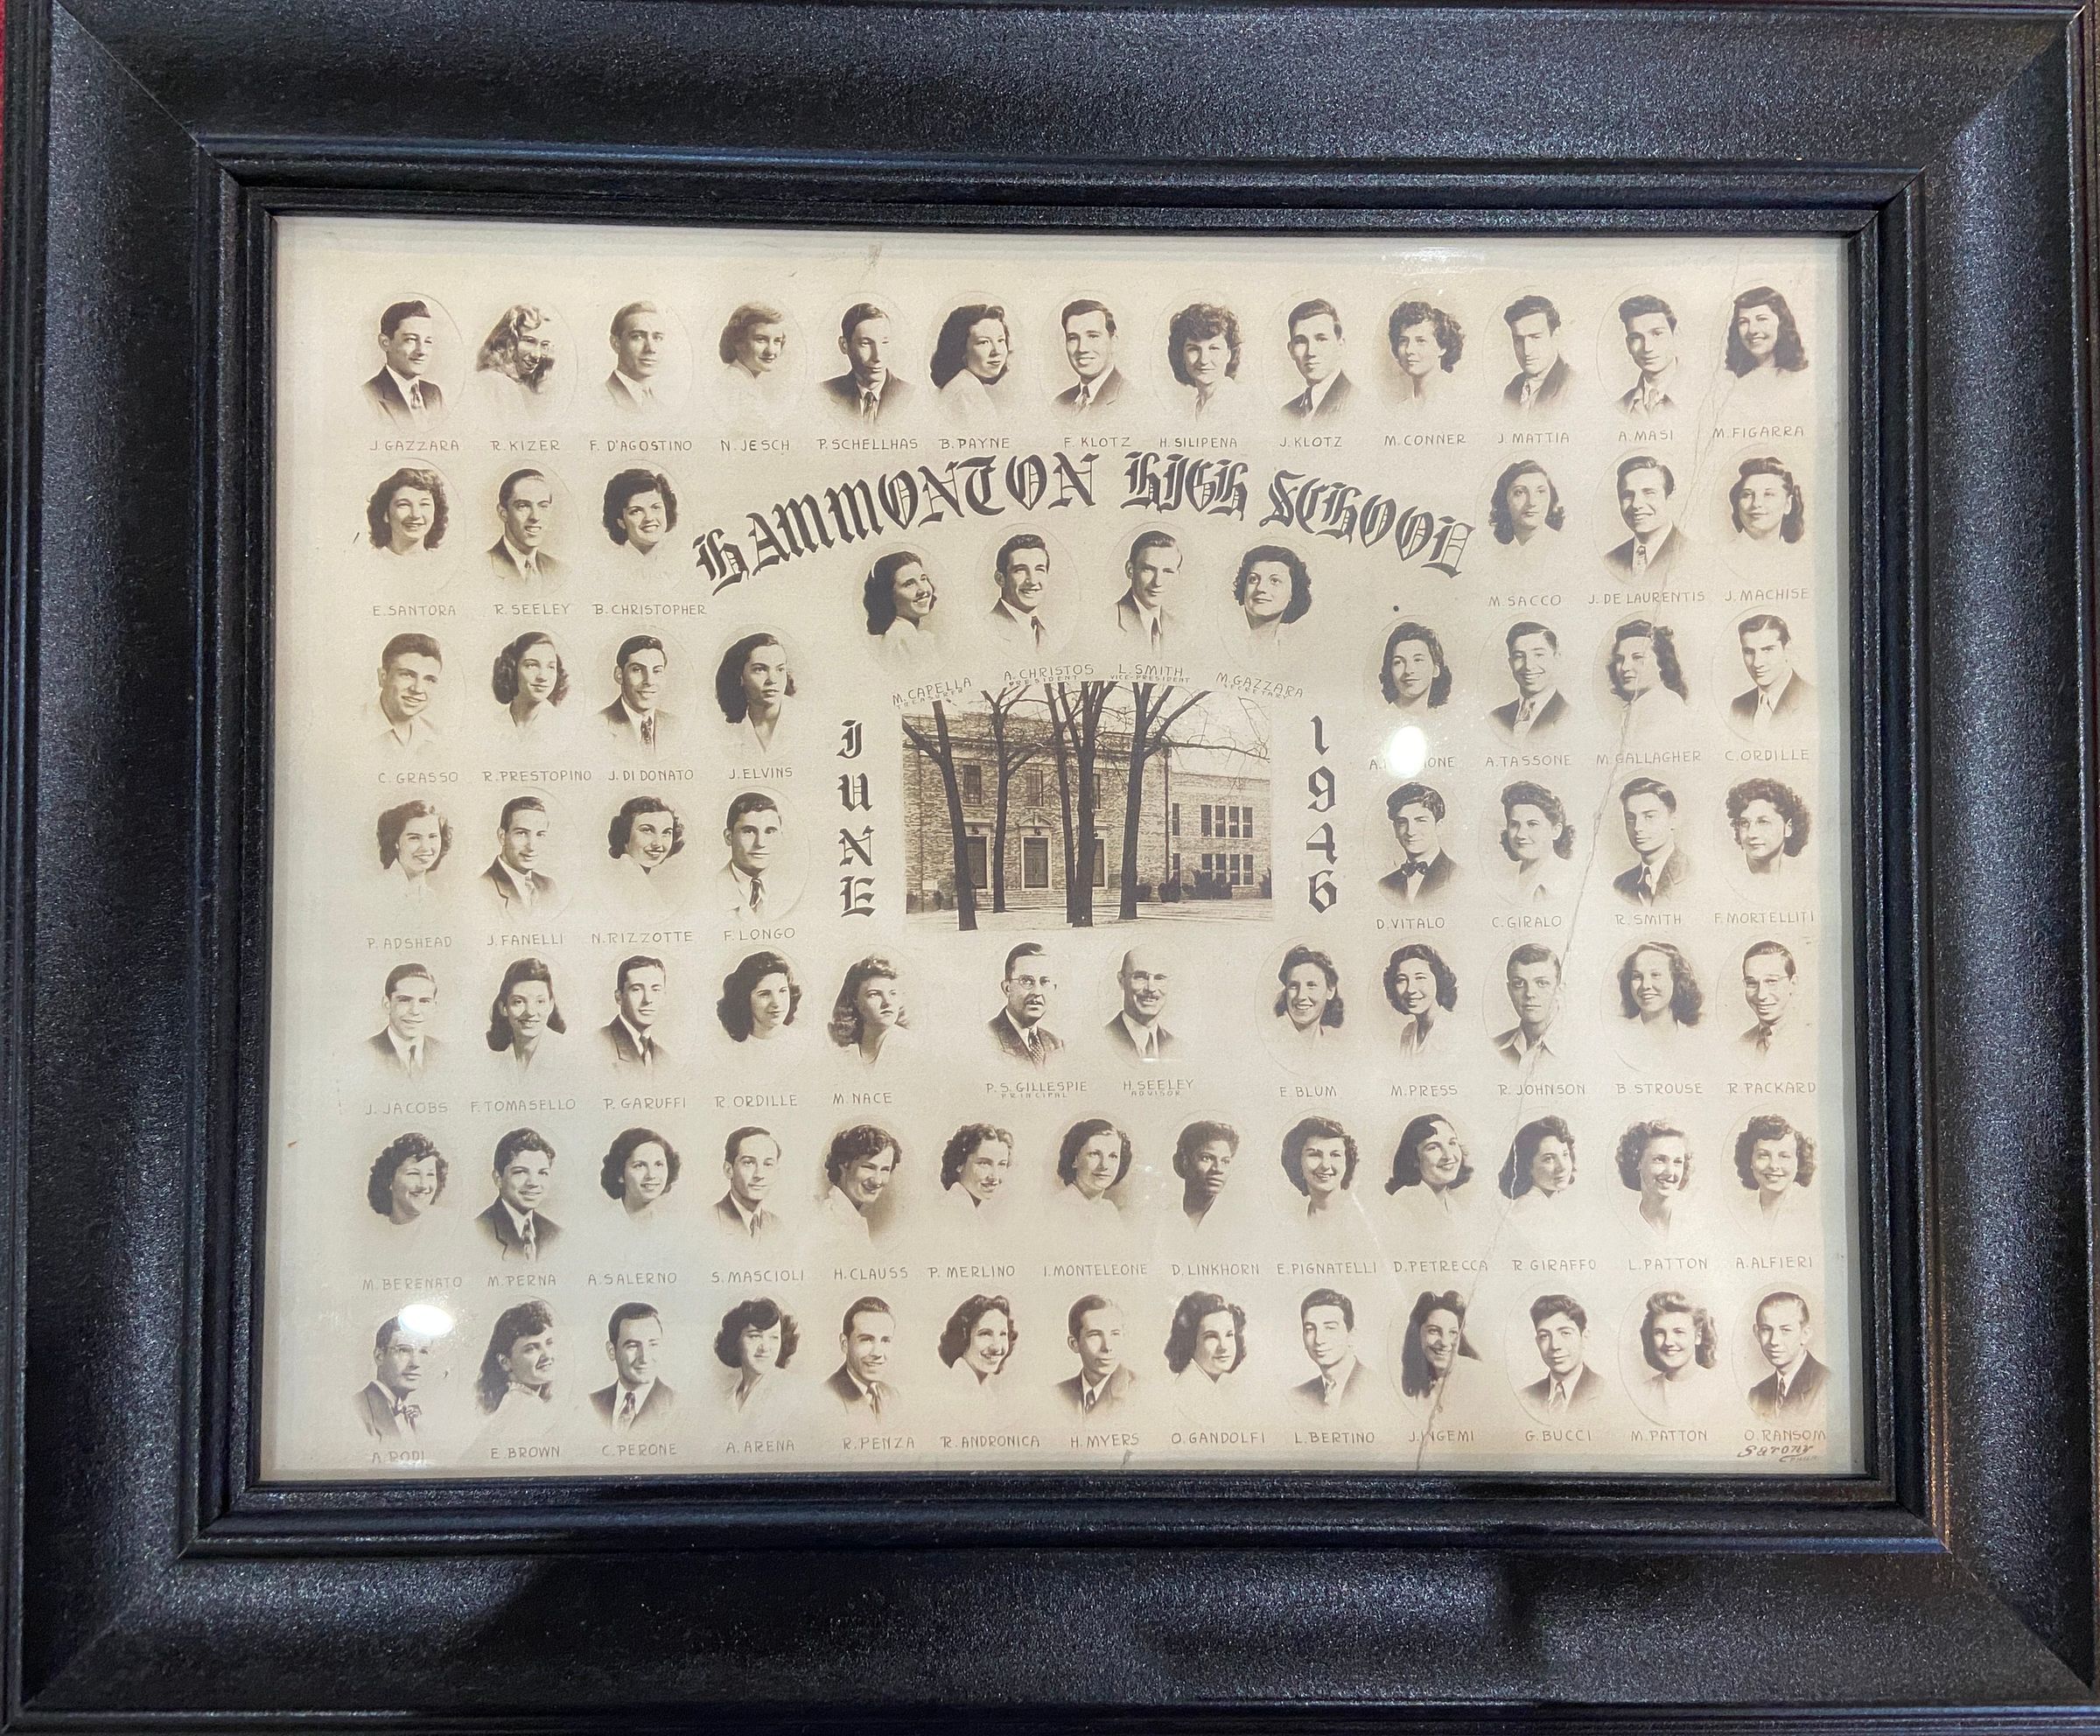 J. GAZZARA R. KIZER F. D'AGOSTINO N. JESCH P. SCHELLHAS B. PAYNE F. KLOTZ H. SILIPENA J. KLOTZ M. CONNER J. MATTIA A. MASI M. FIGARRA
HAMMONTON HIGH SCHOOL
E. SANTORA R. SEELEY B. CHRISTOPHER M. SACCO J. DE LAURENTIS J. MACHISE
M. CAPELLA A. CHRISTOS L. SMITH M. GAZZARA
TREASURER PRESIDENT VICE-PRESIDENT SECRETARY
C. GRASSO R. PRESTOPINO J. DI DONATO J. ELVINS A. TASSONE M. GALLAGHER C. ORDILLE
JUNE 1946
P. ADSHEAD J. FANELLI N. RIZZOTTE F. LONGO D. VITALO C. GIRALO R. SMITH F. MORTELLITI
J. JACOBS F. TOMASELLO P. GARUFFI R. ORDILLE M. NACE P. S. GILLESPIE H. SEELEY E. BLUM M. PRESS R. JOHNSON B. STROUSE R. PACKARD
PRINCIPAL ADVISOR
M. BERENATO M. PERNA A. SALERNO S. MASCIOLI H. CLAUSS P. MERLINO I. MONTELEONE D. LINKHORN E. PIGNATELLI D. PETRECCA R. GIRAFFO L. PATTON A. ALFIERI
A. RODI E. BROWN C. PERONE A. ARENA R. PENZA R. ANDRONICA H. MYERS O. GANDOLFI L. BERTINO J. INGEMI G. BUCCI M. PATTON O. RANSOM
Sarony
PHILA